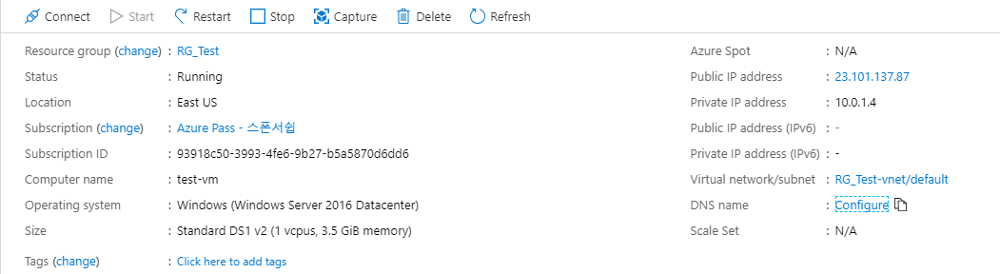 Connect Start Restart Stop Capture Delete Refresh
Resource group (change) : RG_Test
Status : Running
Location : East US
Subscription (change) : Azure Pass - 스폰서쉽
Subscription ID : 93918c50-3993-4fe6-9b27-b5a5870d6dd6
Computer name : test-vm
Operating system : Windows (Windows Server 2016 Datacenter)
Size : Standard DS1 v2 (1 vcpus, 3.5 GiB memory)
Tags (change) : Click here to add tags
Azure Spot : N/A
Public IP address : 23.101.137.87
Private IP address : 10.0.1.4
Public IP address (IPv6) : -
Private IP address (IPv6) : -
Virtual network/subnet : RG_Test-vnet/default
DNS name : Configure
Scale Set : N/A